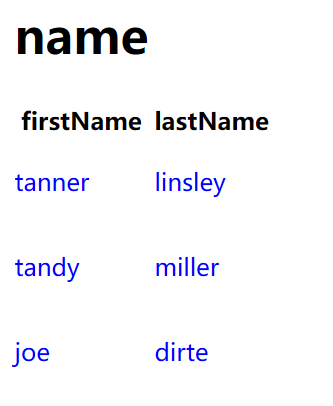 name
firstName lastName
tanner linsley
tandy miller
joe dirte